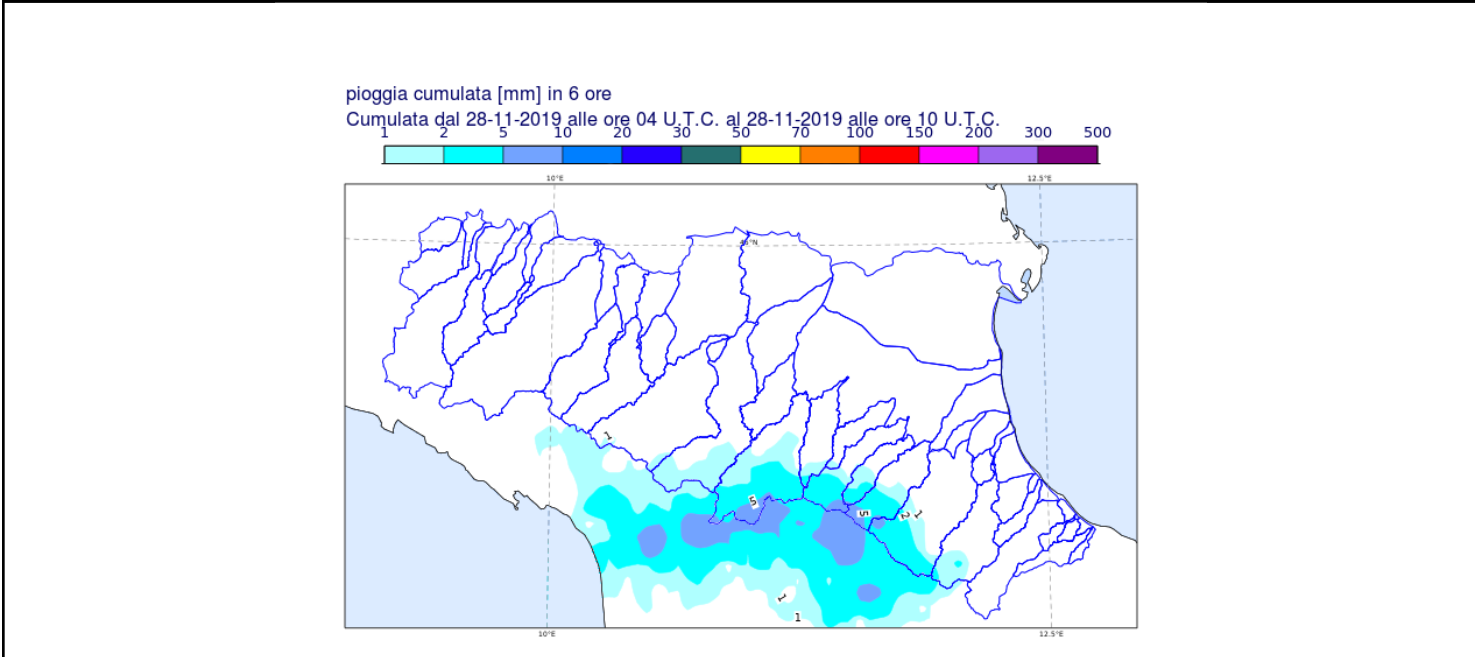 pioggia cumulata [mm] in 6 ore
Cumulata dal 28-11-2019 alle ore 04 U.T.C. al 28-11-2019 alle ore 10 U.T.C.
1 2 5 10 20 30 50 70 100 150 200 300 500
10°E 12.5°E
45°N
1
5
5 2 1
1
1
10°E 12.5°E